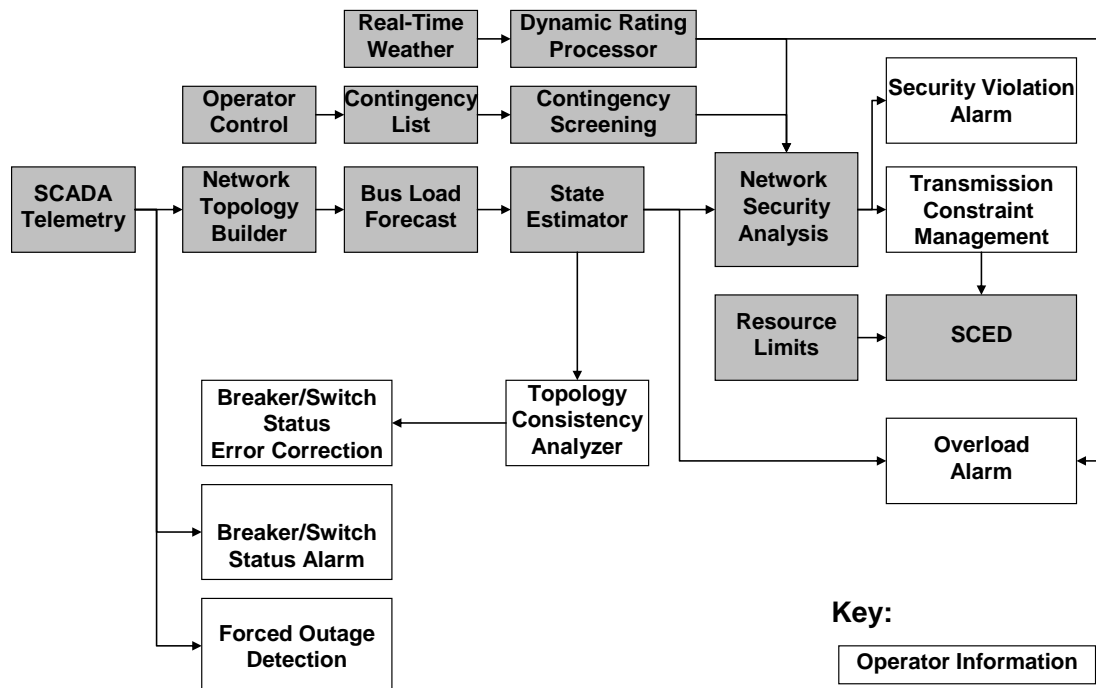 Real-Time
Weather
Dynamic Rating
Processor
Operator
Control
Contingency
List
Contingency
Screening
Security Violation
Alarm
SCADA
Telemetry
Network
Topology
Builder
Bus Load
Forecast
State
Estimator
Network
Security
Analysis
Transmission
Constraint
Management
Resource
Limits
SCED
Breaker/Switch
Status
Error Correction
Topology
Consistency
Analyzer
Overload
Alarm
Breaker/Switch
Status Alarm
Forced Outage
Detection
Key:
Operator Information